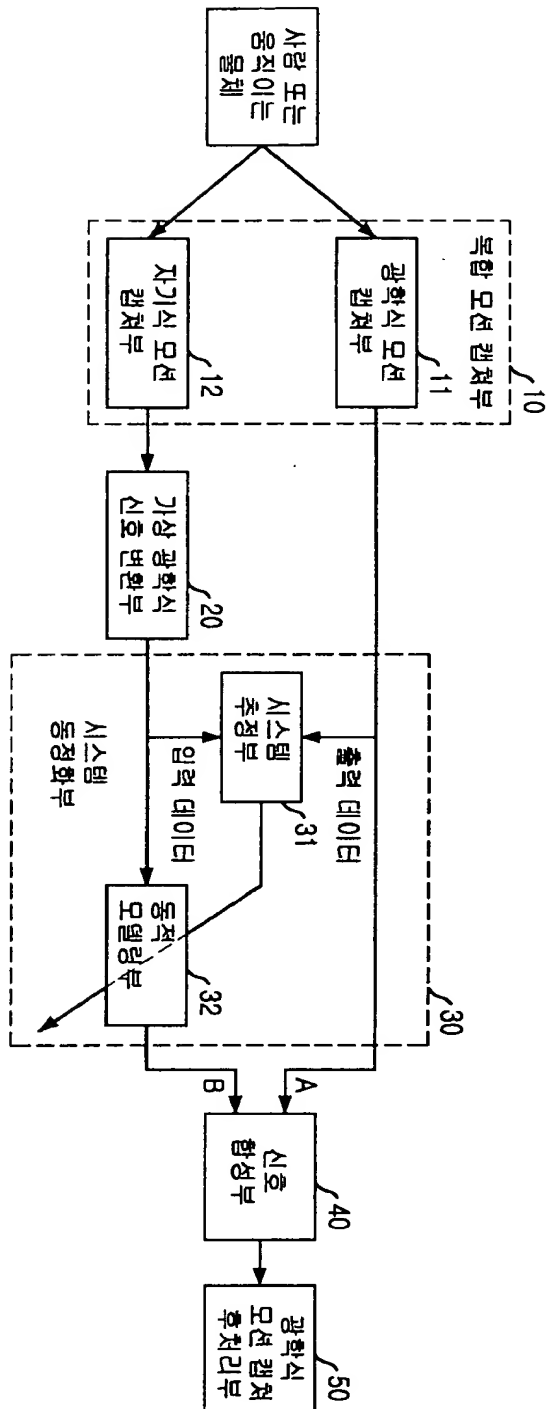 사람 또는
움직이는
물체
복합 모션 캡쳐부
10
광학식 모션
캡쳐부
11
자기식 모션
캡쳐부
12
가상 광학식
신호 변환부
20
시스템
동정화부
30
시스템
추정부
31
출력 데이터
입력 데이터
동적
모델링부
32
A
B
신호
합성부
40
광학식
모션 캡쳐
후처리부
50